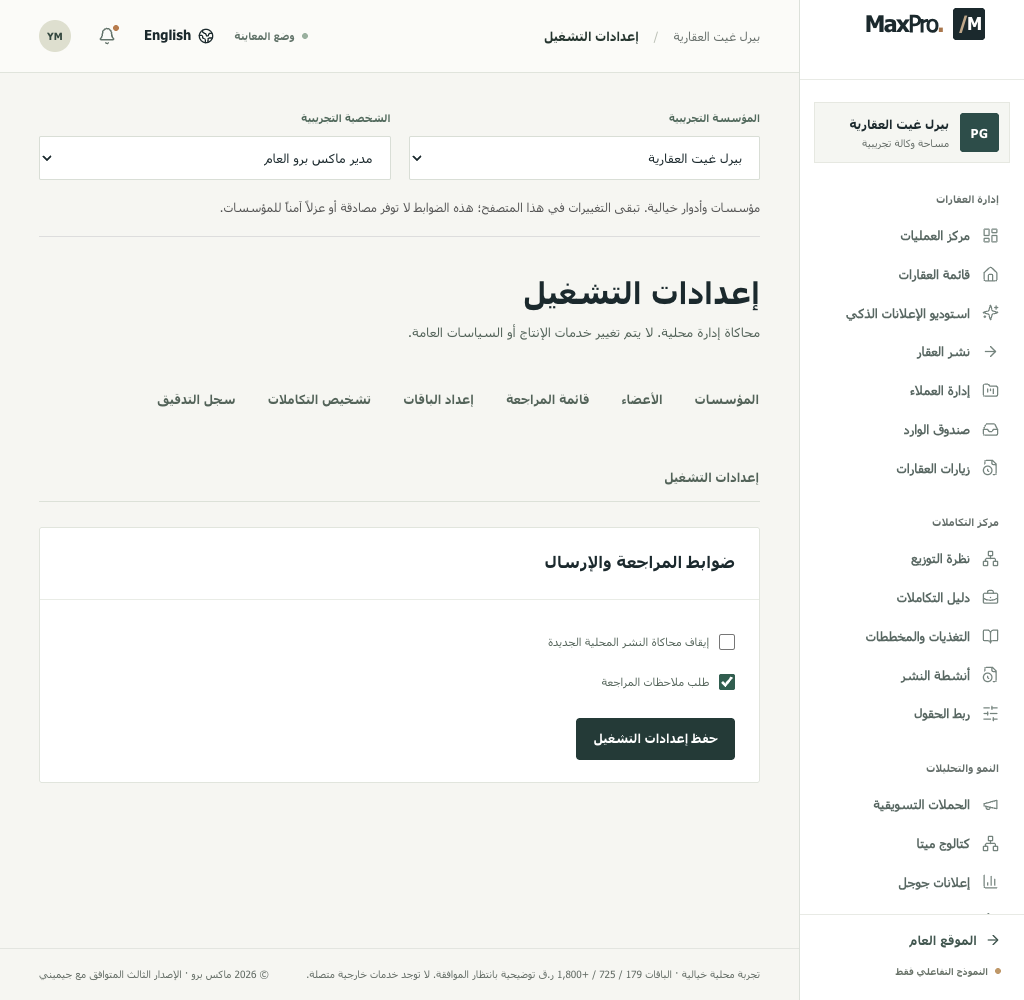 MaxPro.
/M
PG
بيرل غيت العقارية
مساحة وكالة تجريبية
إدارة العقارات
مركز العمليات
قائمة العقارات
استوديو الإعلانات الذكي
نشر العقار
إدارة العملاء
صندوق الوارد
زيارات العقارات
مركز التكاملات
نظرة التوزيع
دليل التكاملات
التغذيات والمخططات
أنشطة النشر
ربط الحقول
النمو والتحليلات
الحملات التسويقية
كتالوج ميتا
إعلانات جوجل
الموقع العام
النموذج التفاعلي فقط
بيرل غيت العقارية / إعدادات التشغيل
وضع المعاينة
English
YM
المؤسسة التجريبية
بيرل غيت العقارية
الشخصية التجريبية
مدير ماكس برو العام
مؤسسات وأدوار خيالية. تبقى التغييرات في هذا المتصفح؛ هذه الضوابط لا توفر مصادقة أو عزلاً آمناً للمؤسسات.
إعدادات التشغيل
محاكاة إدارة محلية. لا يتم تغيير خدمات الإنتاج أو السياسات العامة.
المؤسسات
الأعضاء
قائمة المراجعة
إعداد الباقات
تشخيص التكاملات
سجل التدقيق
إعدادات التشغيل
ضوابط المراجعة والإرسال
إيقاف محاكاة النشر المحلية الجديدة
طلب ملاحظات المراجعة
حفظ إعدادات التشغيل
تجربة محلية خيالية · الباقات 179 / 725 / +1,800 ر.ق توضيحية بانتظار الموافقة. لا توجد خدمات خارجية متصلة.
© 2026 ماكس برو · الإصدار الثالث المتوافق مع جيميني